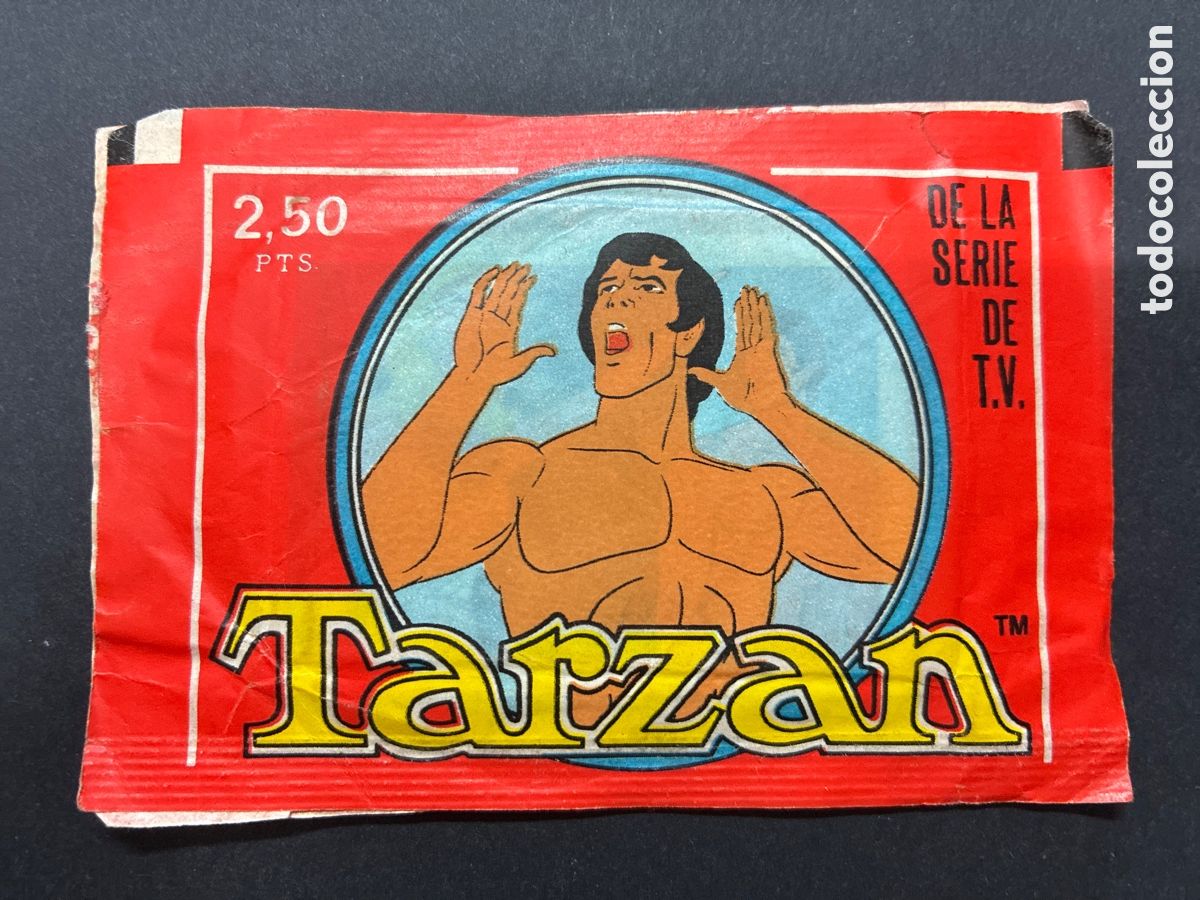 2,50
PTS.
DE LA
SERIE
DE
T.V.
Tarzan
TM
todocoleccion